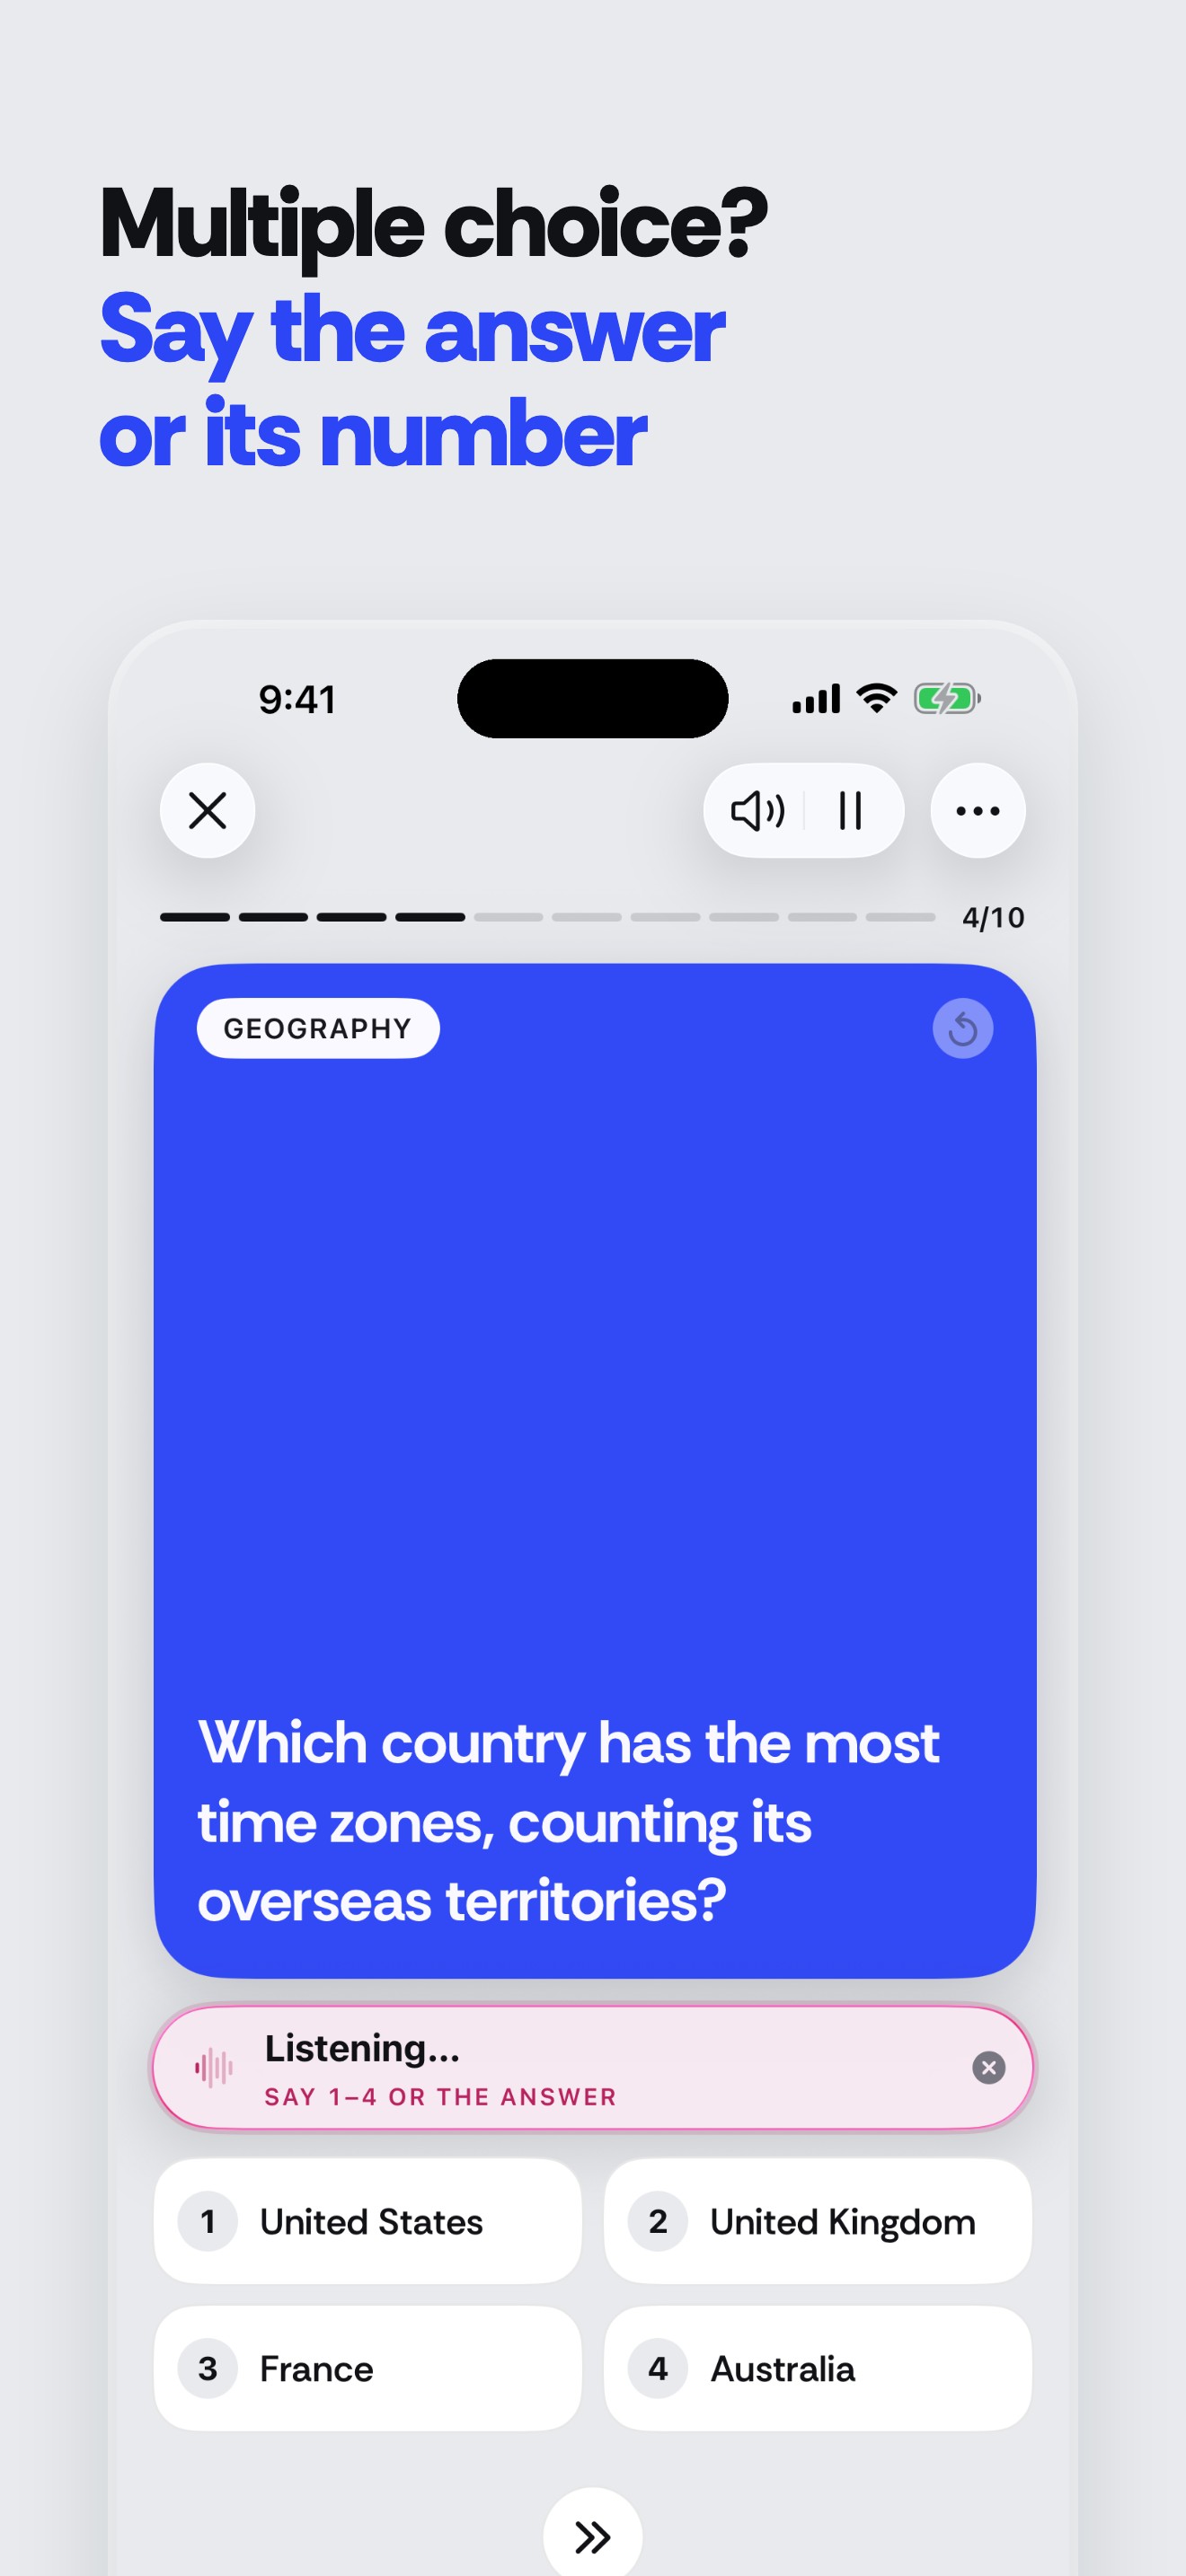 Multiple choice?
Say the answer
or its number
9:41
4/10
GEOGRAPHY
Which country has the most
time zones, counting its
overseas territories?
Listening...
SAY 1–4 OR THE ANSWER
1 United States
2 United Kingdom
3 France
4 Australia